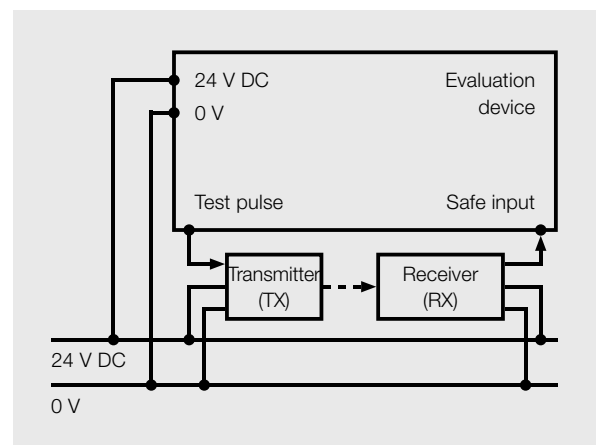 24 V DC
Evaluation
device
0 V
Test pulse
Safe input
Transmitter
(TX)
Receiver
(RX)
24 V DC
0 V